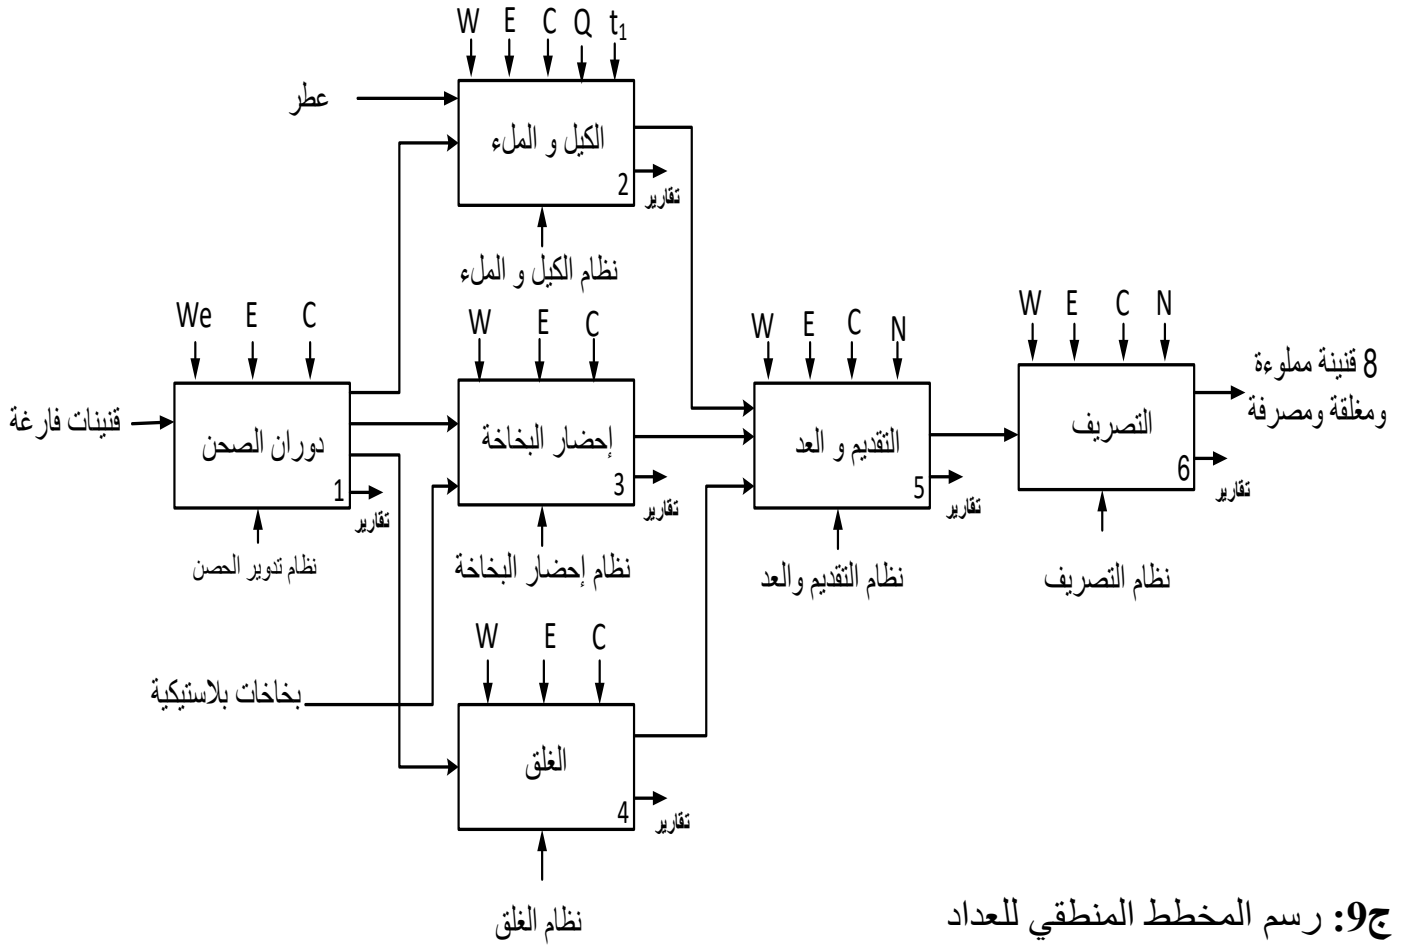 W E C Q t1
عطر
الكيل و الملء
2
تقارير
نظام الكيل و الملء
We E C
قنينات فارغة
دوران الصحن
1
تقارير
نظام تدوير الحصن
W E C
إحضار البخاخة
3
تقارير
نظام إحضار البخاخة
بخاخات بلاستيكية
W E C
الغلق
4
تقارير
نظام الغلق
W E C N
التقديم و العد
5
تقارير
نظام التقديم والعد
W E C N
التصريف
6
تقارير
نظام التصريف
8 قنينة مملوءة
ومغلقة ومصرفة
ج9: رسم المخطط المنطقي للعداد